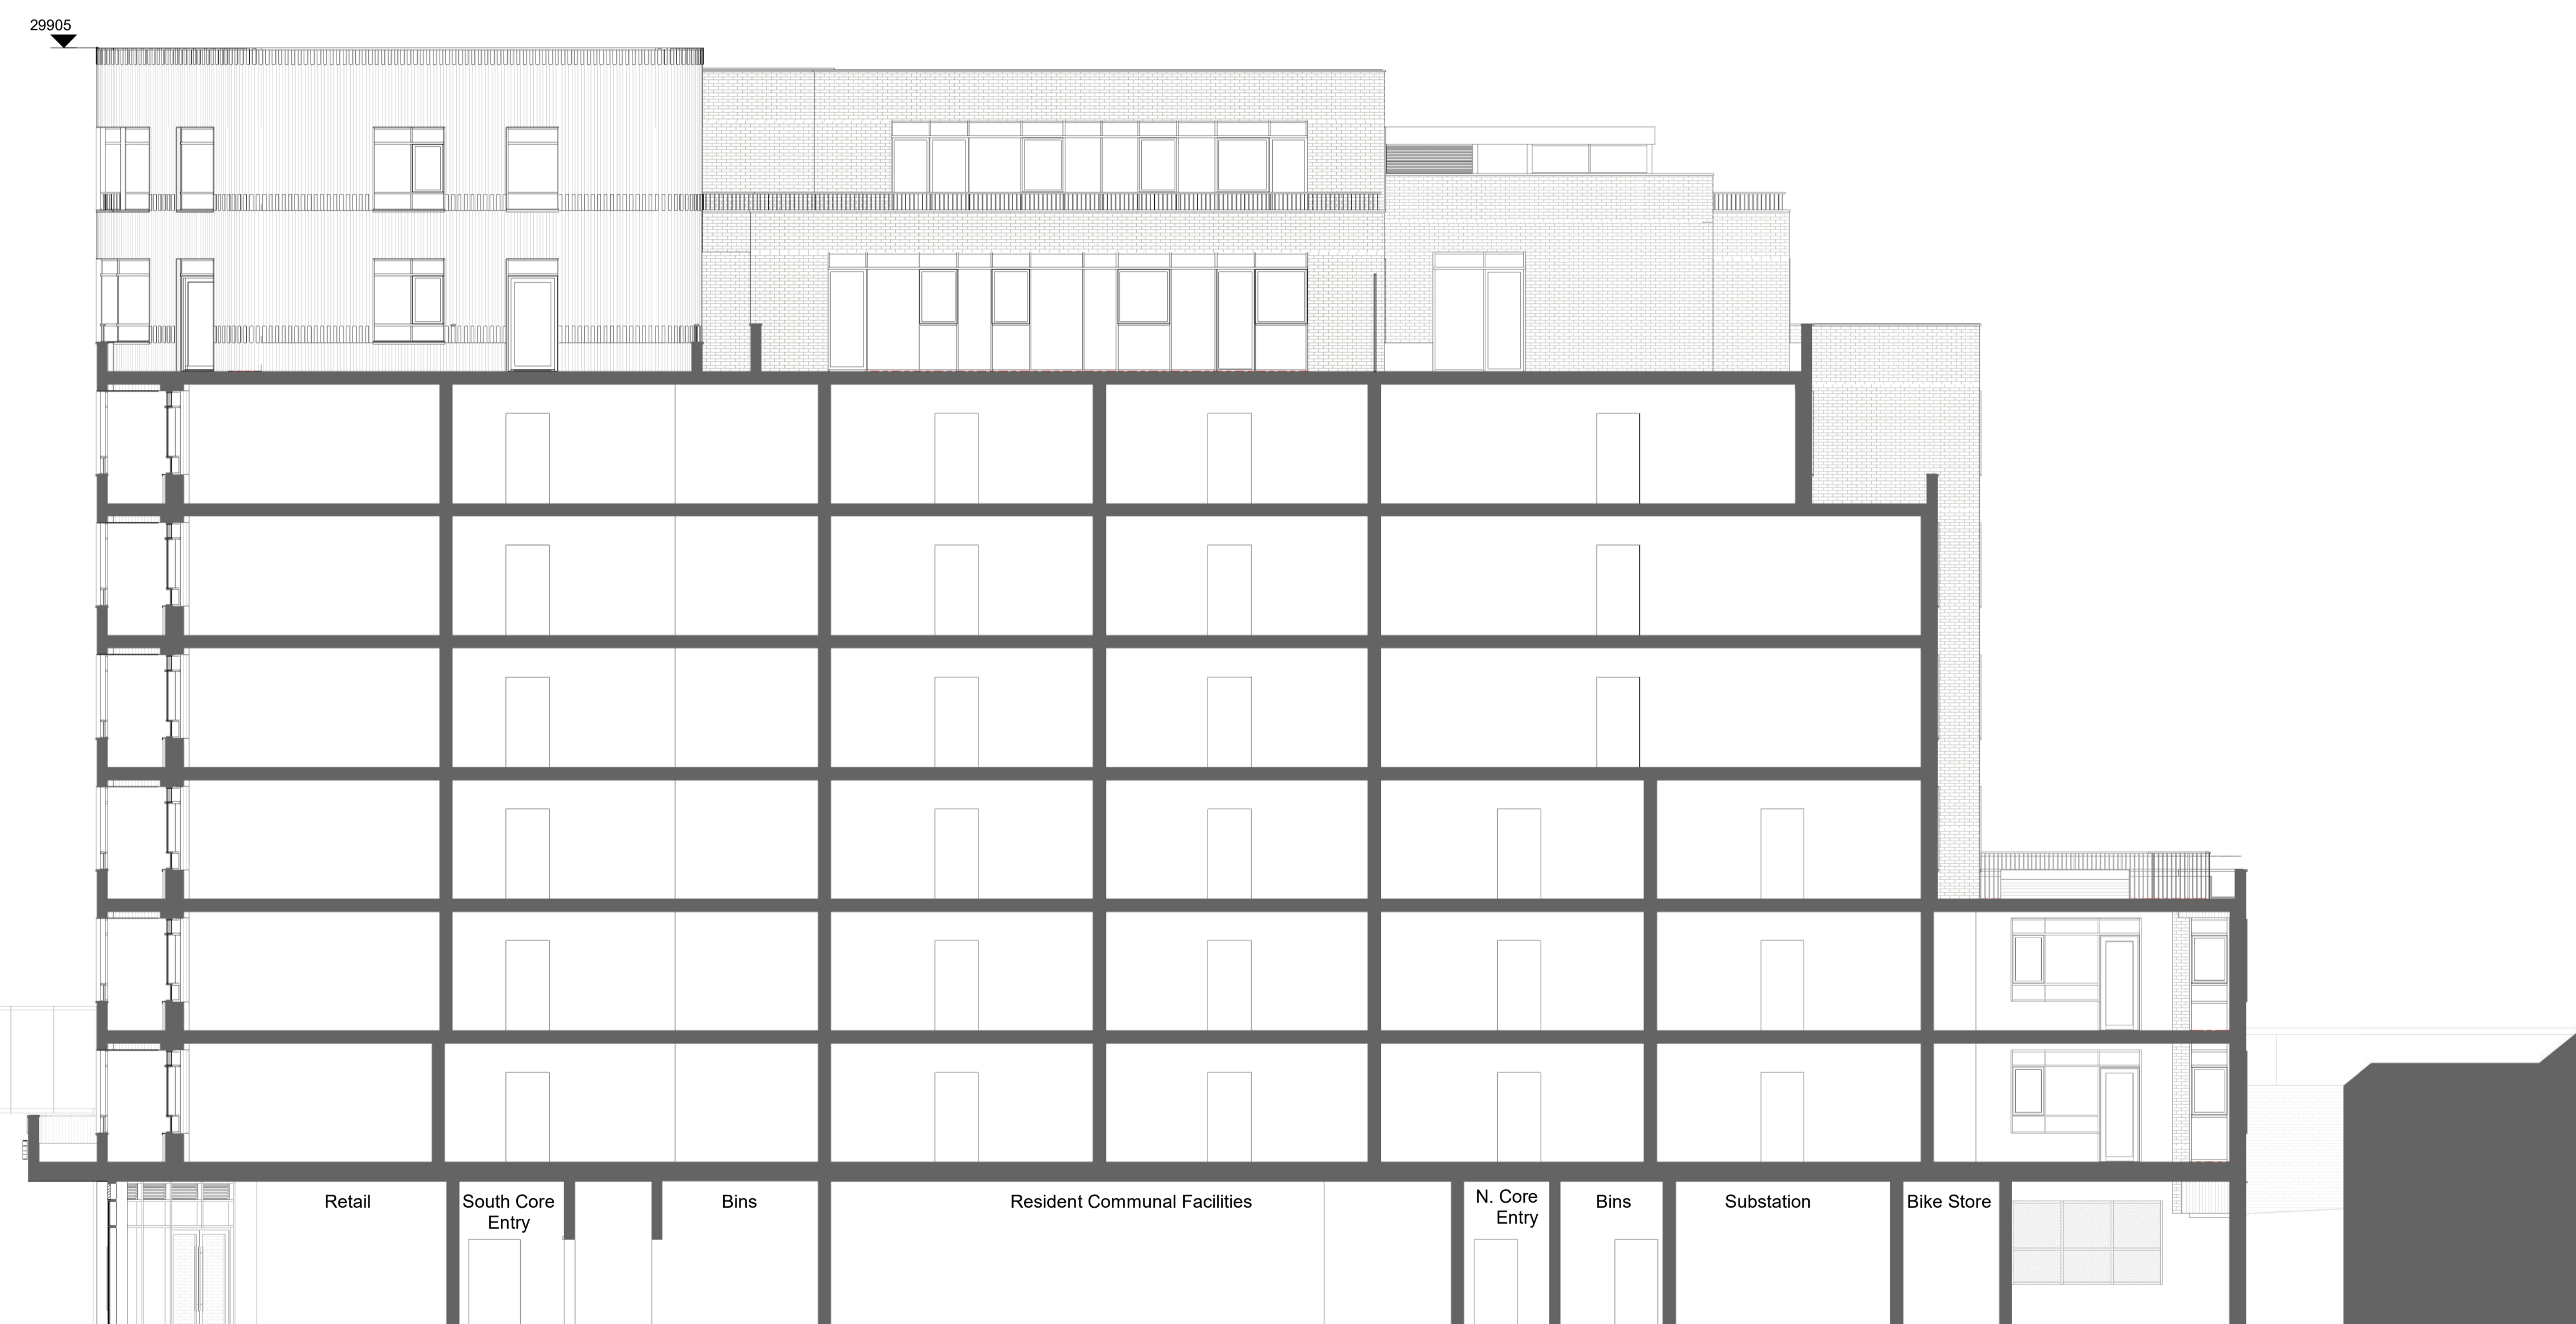 29905
Retail
South Core
Entry
Bins
Resident Communal Facilities
N. Core
Entry
Bins
Substation
Bike Store